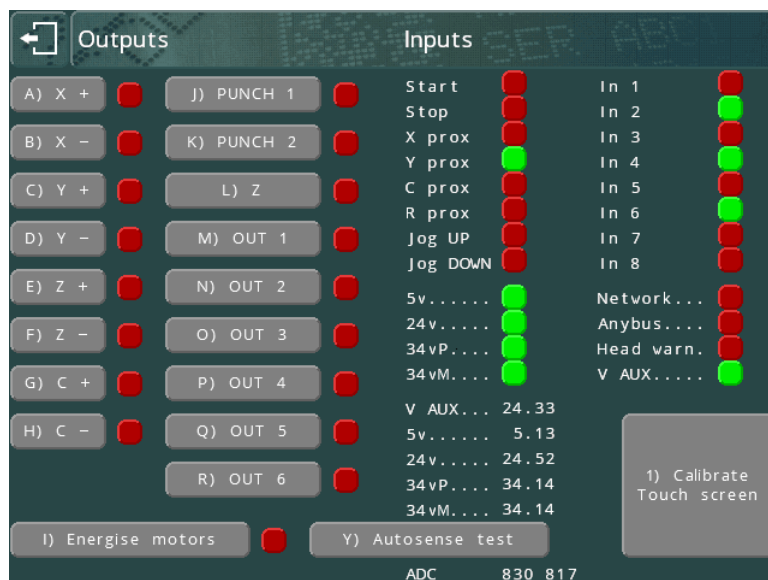 Outputs
A) X +
B) X -
C) Y +
D) Y -
E) Z +
F) Z -
G) C +
H) C -
J) PUNCH 1
K) PUNCH 2
L) Z
M) OUT 1
N) OUT 2
O) OUT 3
P) OUT 4
Q) OUT 5
R) OUT 6
I) Energise motors
Y) Autosense test
Inputs
Start
Stop
X prox
Y prox
C prox
R prox
Jog UP
Jog DOWN
5v......
24v.....
34vP....
34vM....
V AUX... 24.33
5v...... 5.13
24v..... 24.52
34vP.... 34.14
34vM.... 34.14
ADC 830 817
In 1
In 2
In 3
In 4
In 5
In 6
In 7
In 8
Network...
Anybus....
Head warn.
V AUX.....
1) Calibrate
Touch screen